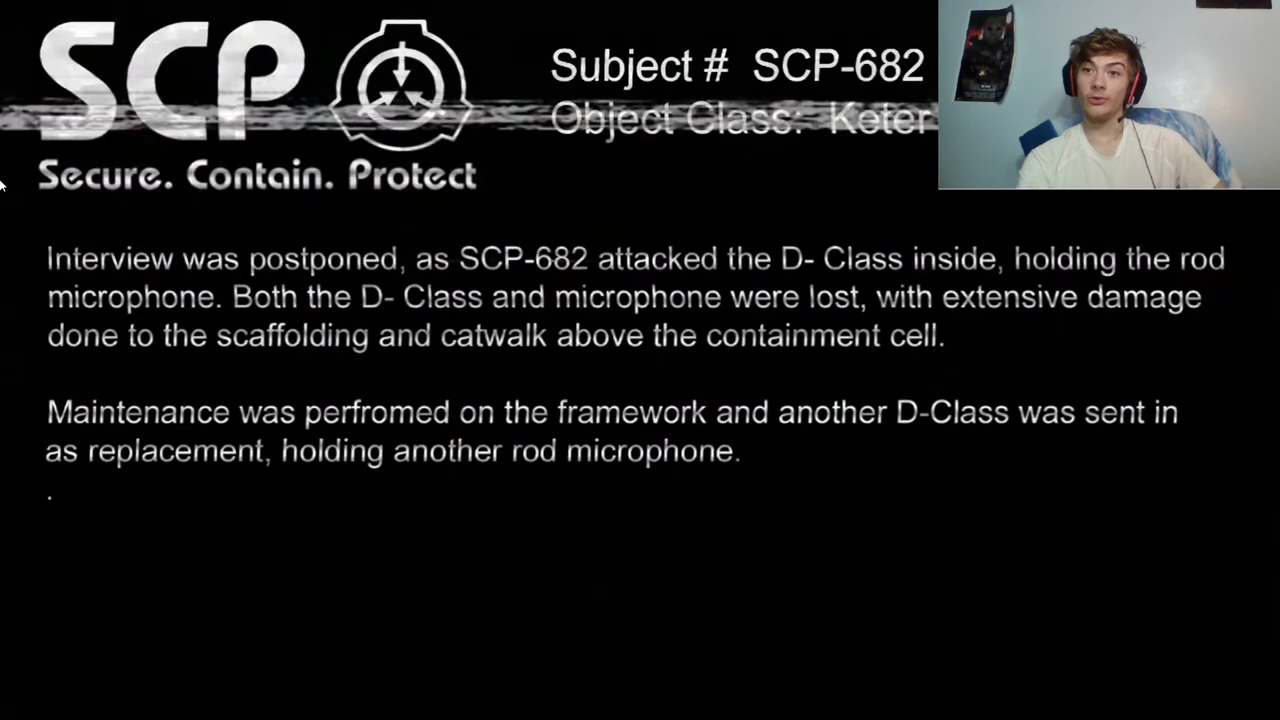 SCP
Secure. Contain. Protect
Subject # SCP-682
Object Class: Keter
Interview was postponed, as SCP-682 attacked the D- Class inside, holding the rod
microphone. Both the D- Class and microphone were lost, with extensive damage
done to the scaffolding and catwalk above the containment cell.
Maintenance was perfromed on the framework and another D-Class was sent in
as replacement, holding another rod microphone.
.